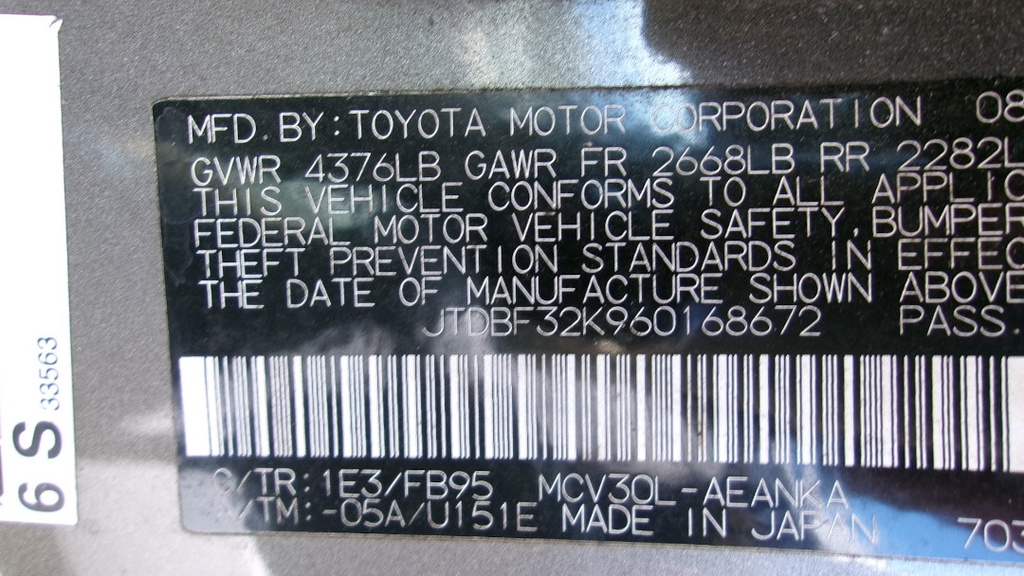 MFD. BY: TOYOTA MOTOR CORPORATION 08
GVWR 4376LB GAWR FR 2668LB RR 2282L
THIS VEHICLE CONFORMS TO ALL APPLIC
FEDERAL MOTOR VEHICLE SAFETY, BUMPER
THEFT PREVENTION STANDARDS IN EFFEC
THE DATE OF MANUFACTURE SHOWN ABOVE
JTDBF32K960168672 PASS.
C/TR: 1E3/FB95 MCV30L-AEANKA
A/TM: -05A/U151E MADE IN JAPAN 703
6 S 33563